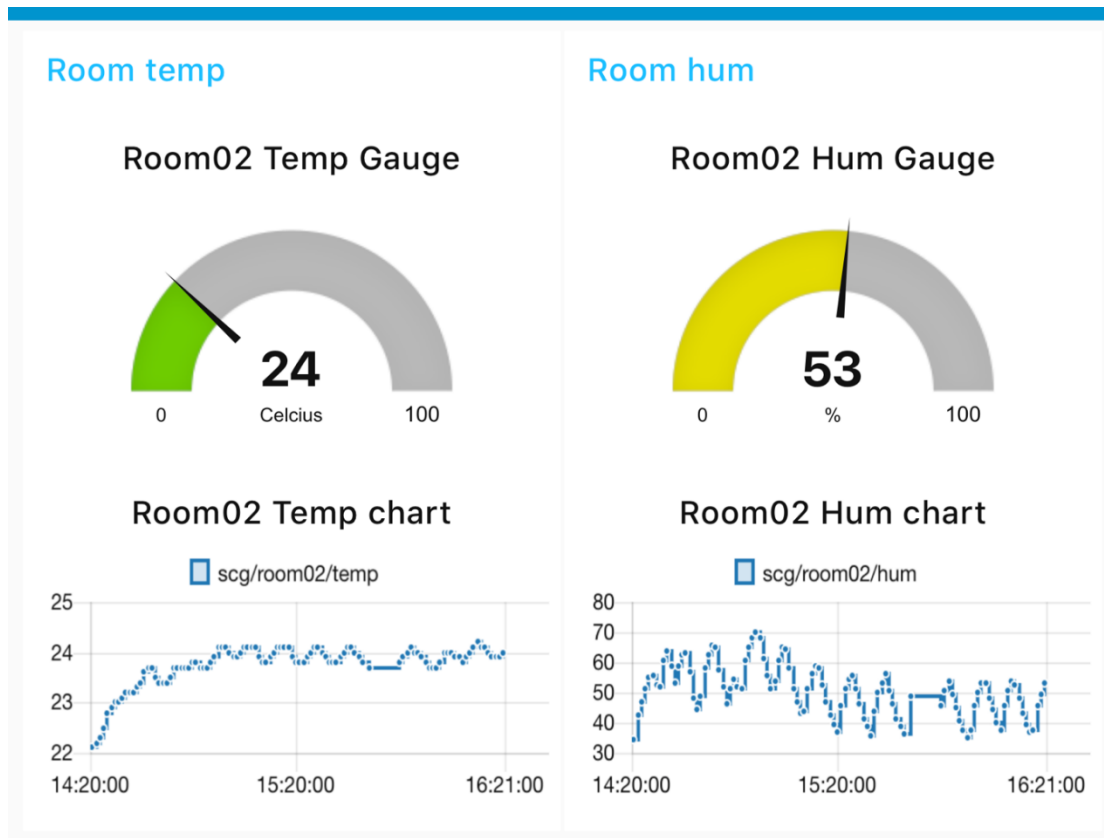 Room temp
Room02 Temp Gauge
24
0
Celcius
100
Room02 Temp chart
scg/room02/temp
25
24
23
22
14:20:00
15:20:00
16:21:00
Room hum
Room02 Hum Gauge
53
0
%
100
Room02 Hum chart
scg/room02/hum
80
70
60
50
40
30
14:20:00
15:20:00
16:21:00